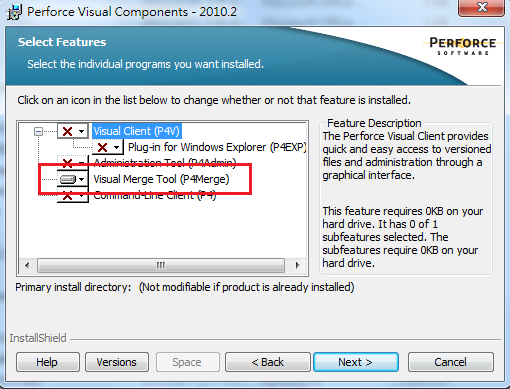 Perforce Visual Components - 2010.2
Select Features
Select the individual programs you want installed.
PERFORCE
SOFTWARE
Click on an icon in the list below to change whether or not that feature is installed.
Visual Client (P4V)
Plug-in for Windows Explorer (P4EXP)
Administration Tool (P4Admin)
Visual Merge Tool (P4Merge)
Command-Line Client (P4)
Feature Description
The Perforce Visual Client provides
quick and easy access to versioned
files and administration through a
graphical interface.
This feature requires 0KB on your
hard drive. It has 0 of 1
subfeatures selected. The
subfeatures require 0KB on your
hard drive.
Primary install directory: (Not modifiable if product is already installed)
InstallShield
Help
Versions
Space
< Back
Next >
Cancel